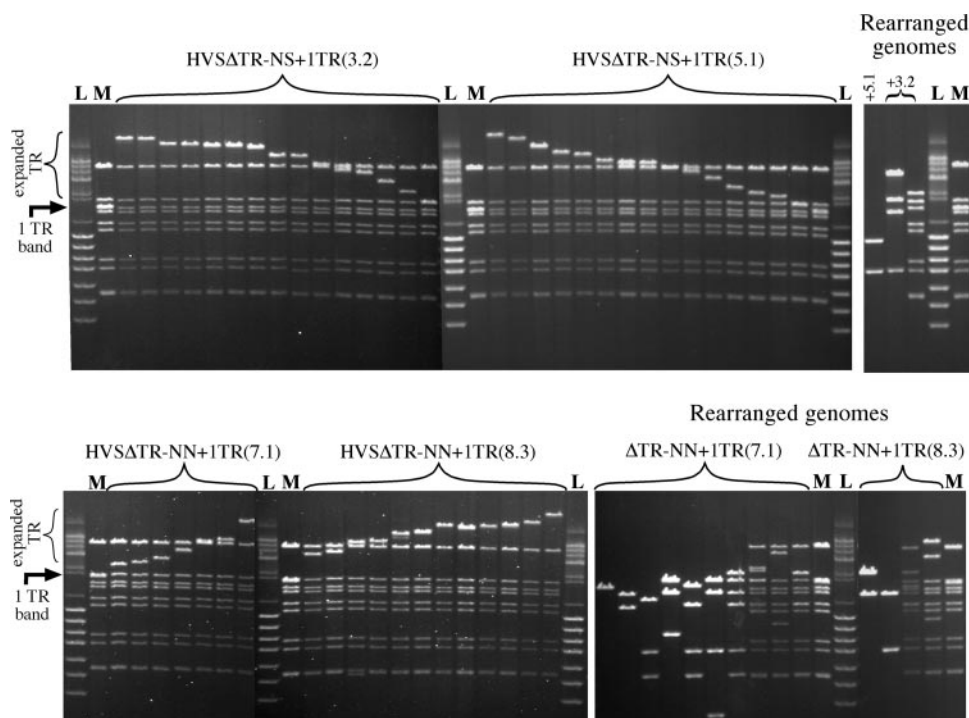 Rearranged
genomes
HVSΔTR-NS+1TR(3.2)
HVSΔTR-NS+1TR(5.1)
+5.1
+3.2
L M L M L L M
expanded
TR
1 TR
band
Rearranged genomes
HVSΔTR-NN+1TR(7.1)
HVSΔTR-NN+1TR(8.3)
ΔTR-NN+1TR(7.1)
ΔTR-NN+1TR(8.3)
M L M L M L M
expanded
TR
1 TR
band